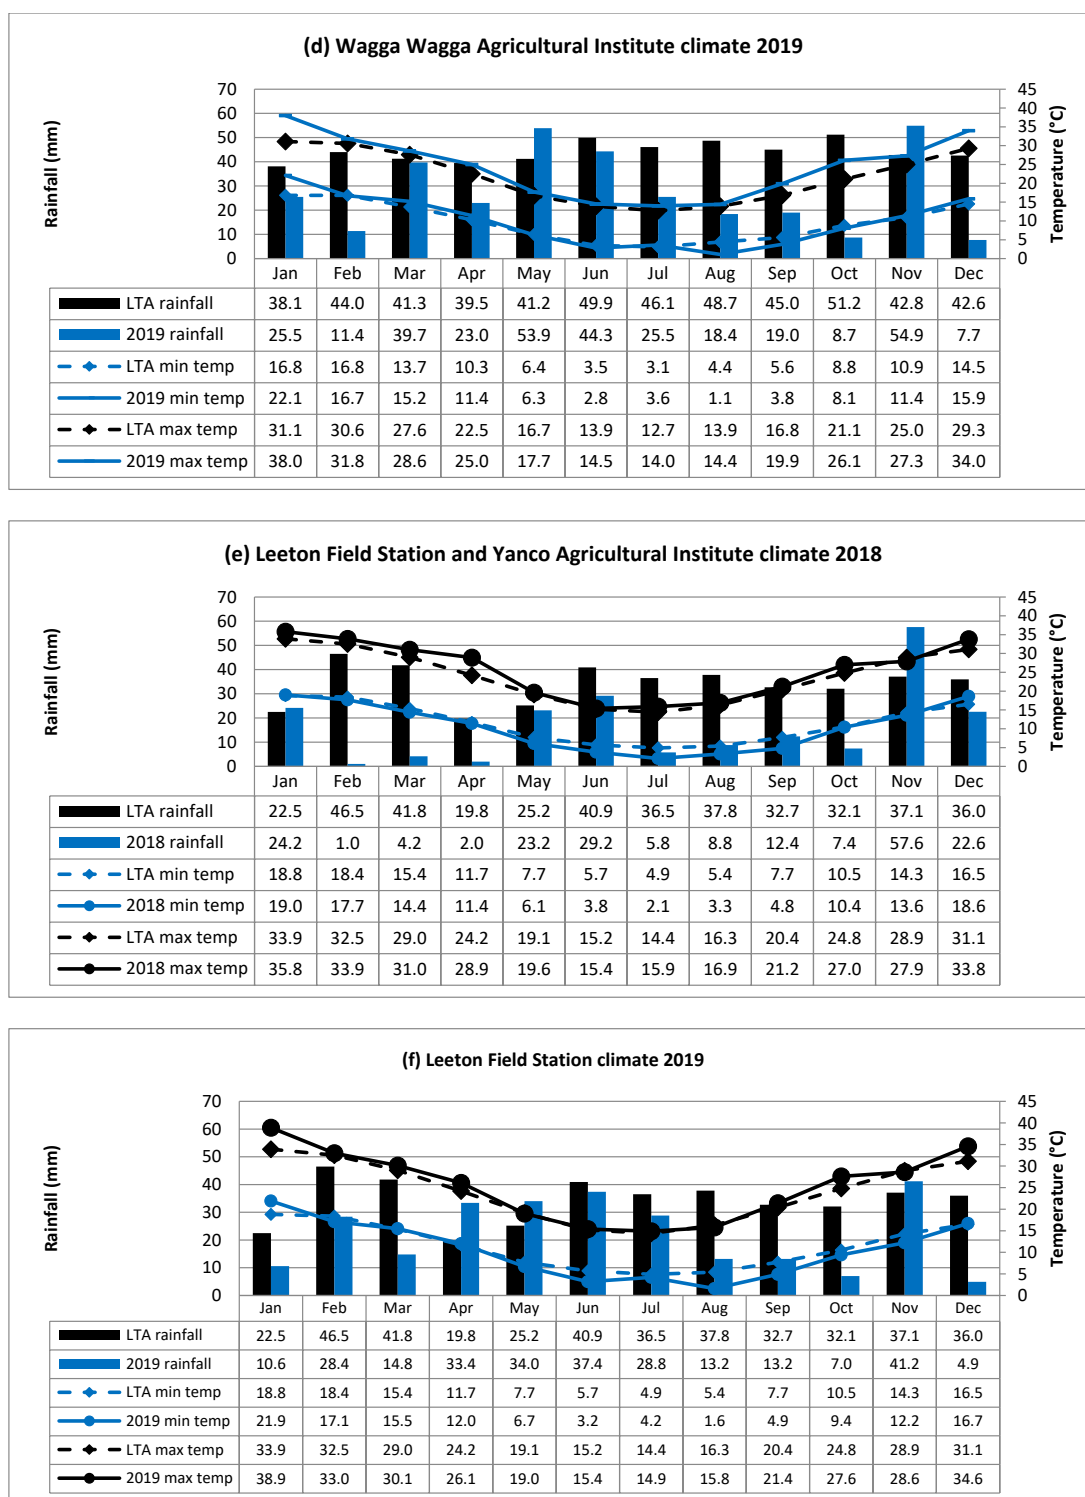 (d) Wagga Wagga Agricultural Institute climate 2019
Rainfall (mm)
Temperature (°C)
70 45
60 40
50 35
40 30
30 25
20 20
10 15
0 10
5
0
Jan Feb Mar Apr May Jun Jul Aug Sep Oct Nov Dec
LTA rainfall 38.1 44.0 41.3 39.5 41.2 49.9 46.1 48.7 45.0 51.2 42.8 42.6
2019 rainfall 25.5 11.4 39.7 23.0 53.9 44.3 25.5 18.4 19.0 8.7 54.9 7.7
LTA min temp 16.8 16.8 13.7 10.3 6.4 3.5 3.1 4.4 5.6 8.8 10.9 14.5
2019 min temp 22.1 16.7 15.2 11.4 6.3 2.8 3.6 1.1 3.8 8.1 11.4 15.9
LTA max temp 31.1 30.6 27.6 22.5 16.7 13.9 12.7 13.9 16.8 21.1 25.0 29.3
2019 max temp 38.0 31.8 28.6 25.0 17.7 14.5 14.0 14.4 19.9 26.1 27.3 34.0
(e) Leeton Field Station and Yanco Agricultural Institute climate 2018
Rainfall (mm)
Temperature (°C)
70 45
60 40
50 35
40 30
30 25
20 20
10 15
0 10
5
0
Jan Feb Mar Apr May Jun Jul Aug Sep Oct Nov Dec
LTA rainfall 22.5 46.5 41.8 19.8 25.2 40.9 36.5 37.8 32.7 32.1 37.1 36.0
2018 rainfall 24.2 1.0 4.2 2.0 23.2 29.2 5.8 8.8 12.4 7.4 57.6 22.6
LTA min temp 18.8 18.4 15.4 11.7 7.7 5.7 4.9 5.4 7.7 10.5 14.3 16.5
2018 min temp 19.0 17.7 14.4 11.4 6.1 3.8 2.1 3.3 4.8 10.4 13.6 18.6
LTA max temp 33.9 32.5 29.0 24.2 19.1 15.2 14.4 16.3 20.4 24.8 28.9 31.1
2018 max temp 35.8 33.9 31.0 28.9 19.6 15.4 15.9 16.9 21.2 27.0 27.9 33.8
(f) Leeton Field Station climate 2019
Rainfall (mm)
Temperature (°C)
70 45
60 40
50 35
40 30
30 25
20 20
10 15
0 10
5
0
Jan Feb Mar Apr May Jun Jul Aug Sep Oct Nov Dec
LTA rainfall 22.5 46.5 41.8 19.8 25.2 40.9 36.5 37.8 32.7 32.1 37.1 36.0
2019 rainfall 10.6 28.4 14.8 33.4 34.0 37.4 28.8 13.2 13.2 7.0 41.2 4.9
LTA min temp 18.8 18.4 15.4 11.7 7.7 5.7 4.9 5.4 7.7 10.5 14.3 16.5
2019 min temp 21.9 17.1 15.5 12.0 6.7 3.2 4.2 1.6 4.9 9.4 12.2 16.7
LTA max temp 33.9 32.5 29.0 24.2 19.1 15.2 14.4 16.3 20.4 24.8 28.9 31.1
2019 max temp 38.9 33.0 30.1 26.1 19.0 15.4 14.9 15.8 21.4 27.6 28.6 34.6